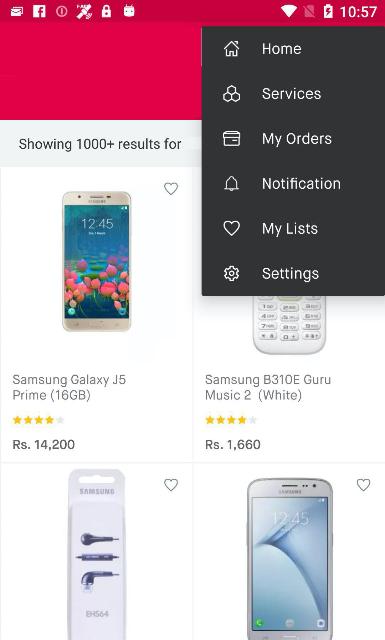 10:57
Home
Services
My Orders
Notification
My Lists
Settings
Showing 1000+ results for
SAMSUNG
12:45
Samsung Galaxy J5
Prime (16GB)
Rs. 14,200
Samsung B310E Guru
Music 2 (White)
Rs. 1,660
SAMSUNG
EHS64
SAMSUNG
12:45